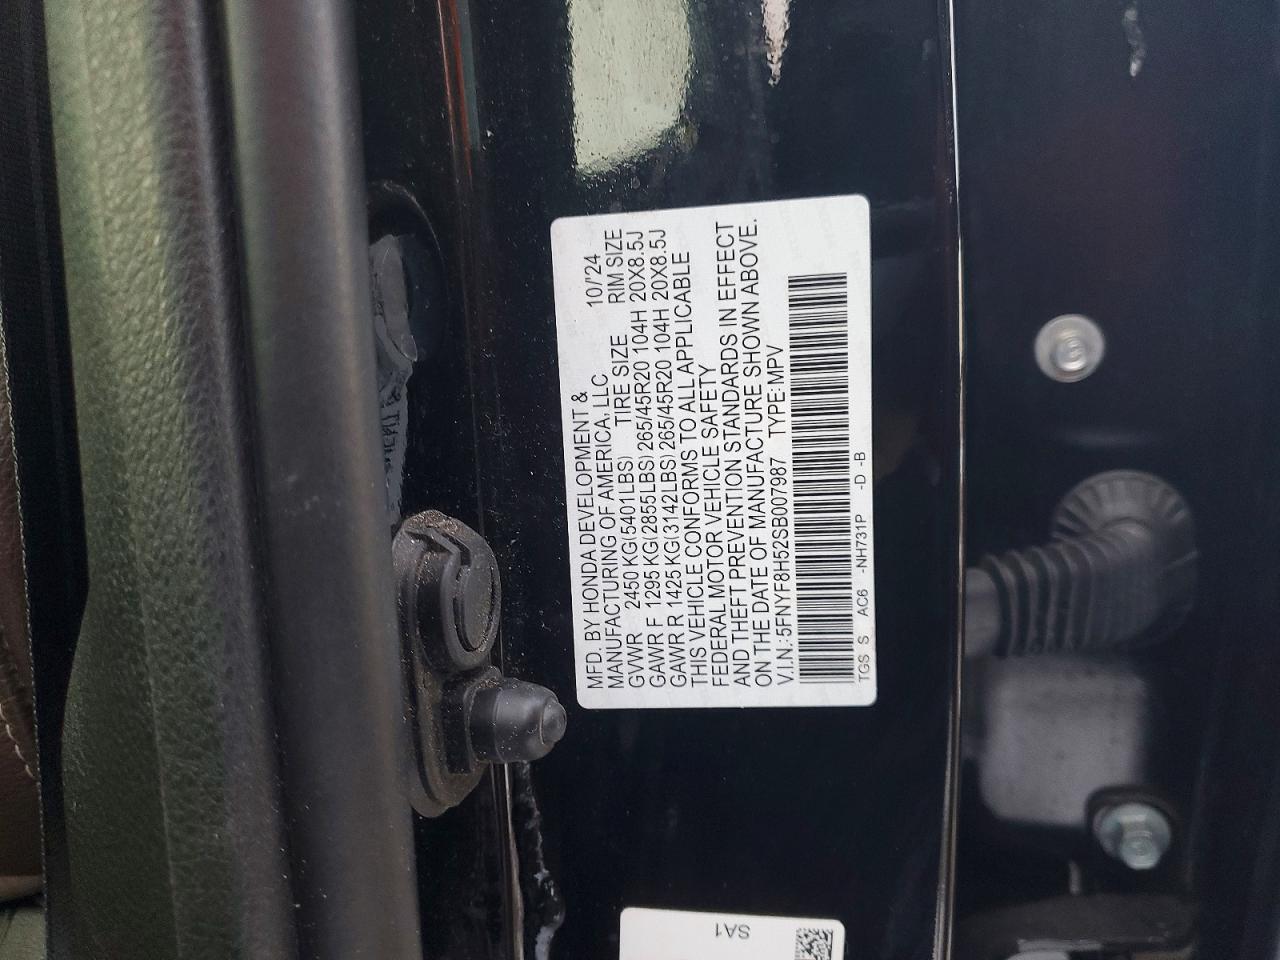 MFD. BY HONDA DEVELOPMENT &
MANUFACTURING OF AMERICA, LLC 10/'24
GVWR 2450 KG(5401LBS) TIRE SIZE RIM SIZE
GAWR F 1295 KG(2855LBS) 265/45R20 104H 20X8.5J
GAWR R 1425 KG(3142LBS) 265/45R20 104H 20X8.5J
THIS VEHICLE CONFORMS TO ALL APPLICABLE
FEDERAL MOTOR VEHICLE SAFETY
AND THEFT PREVENTION STANDARDS IN EFFECT
ON THE DATE OF MANUFACTURE SHOWN ABOVE.
V.I.N.: 5FNYF8H52SB007987 TYPE: MPV
TGS S AC6 -NH731P -D -B
SA1